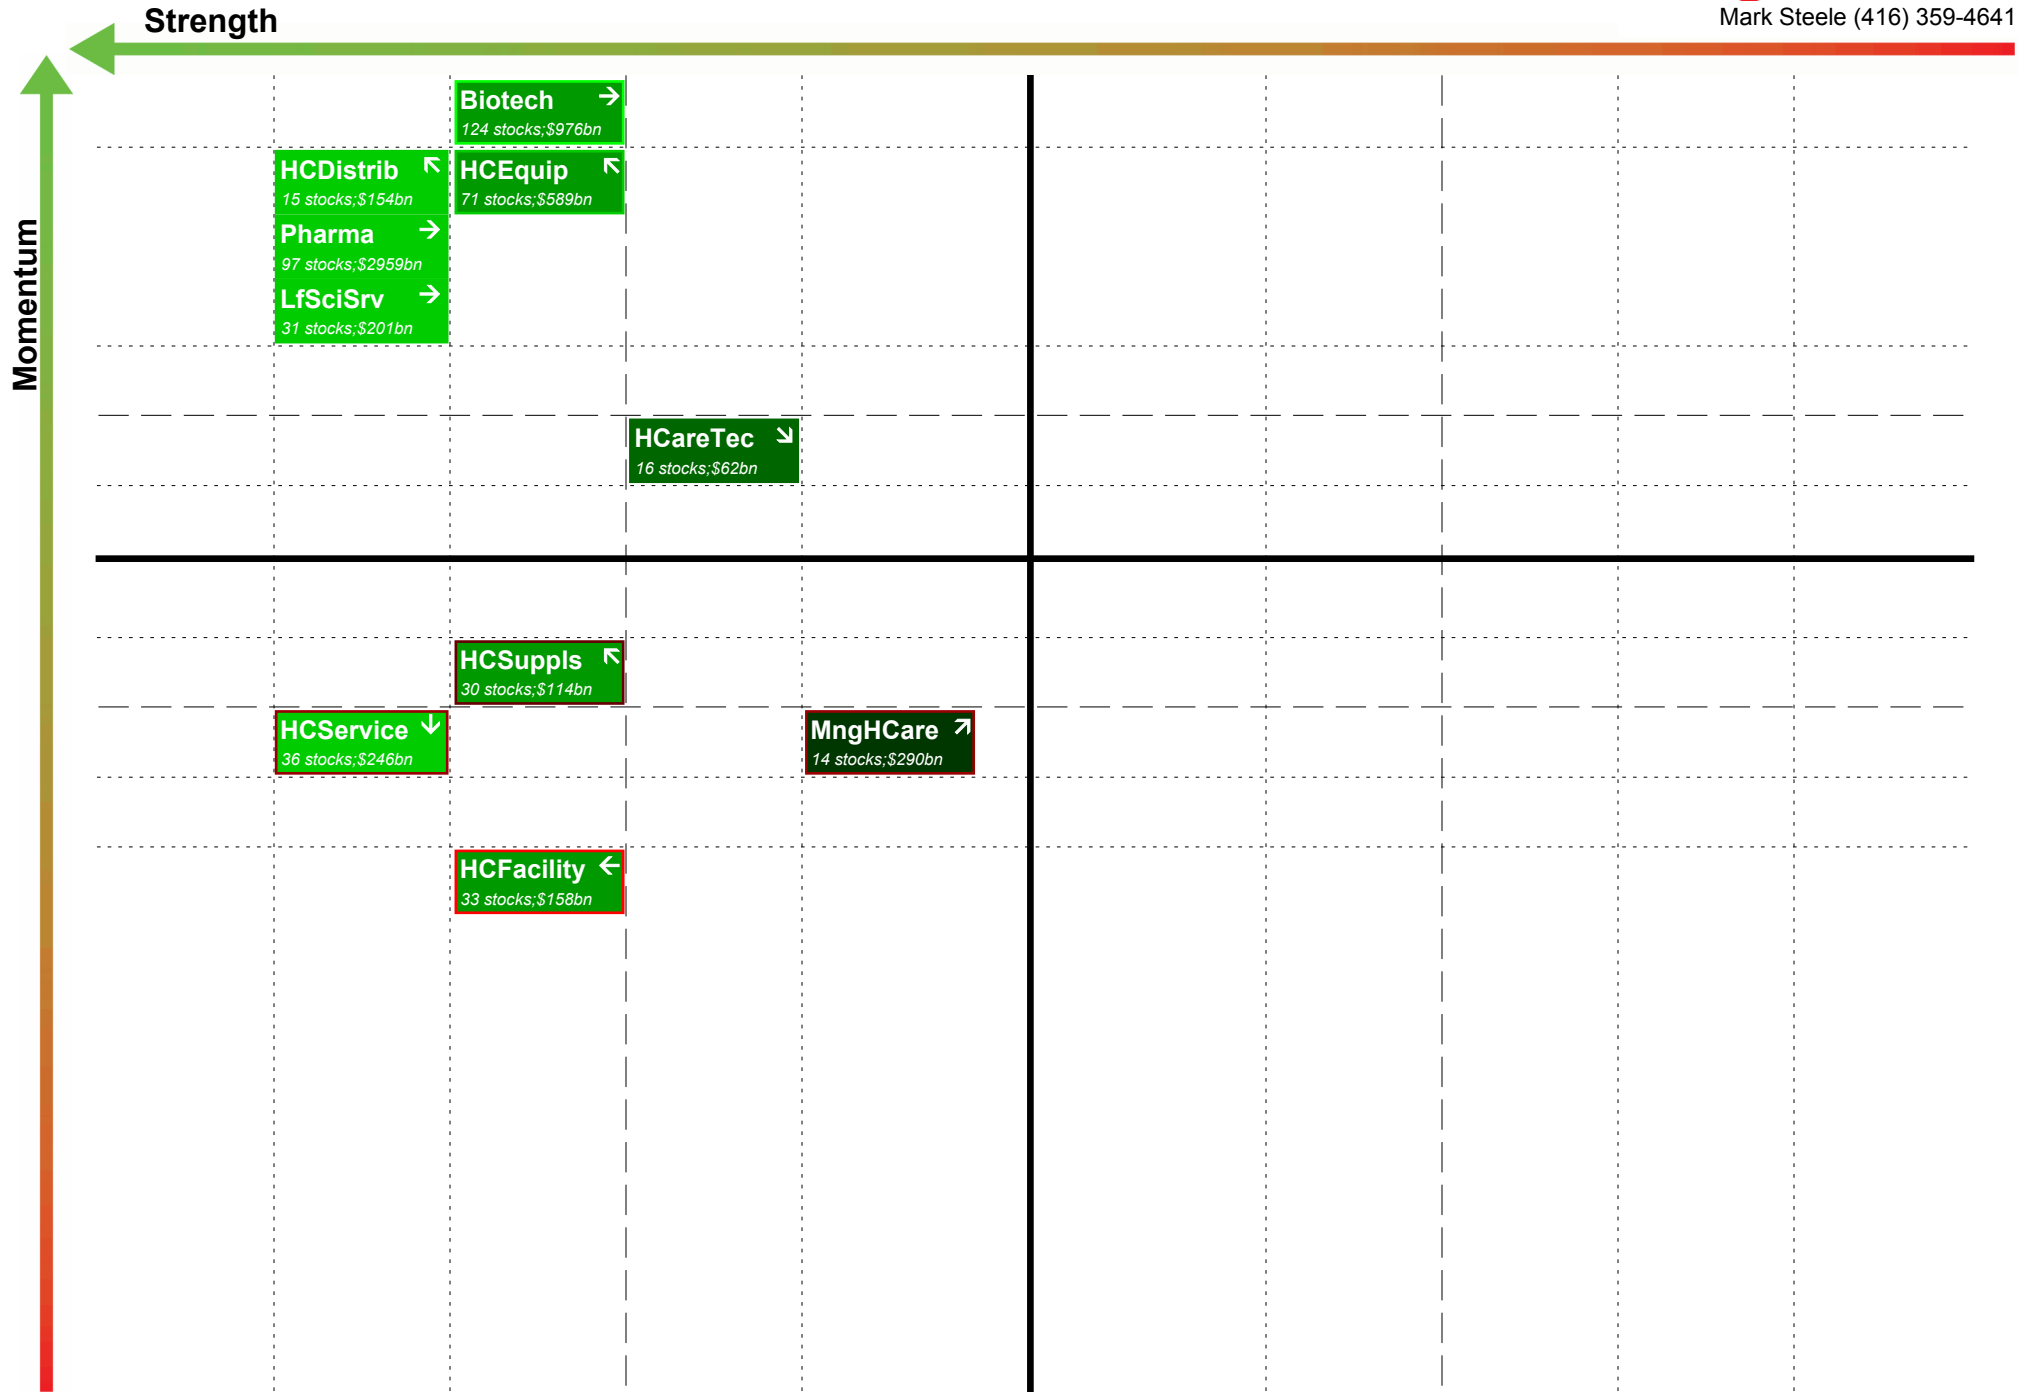 Strength
Mark Steele (416) 359-4641
Momentum
Biotech
124 stocks;$976bn
HCDistrib
15 stocks;$154bn
HCEquip
71 stocks;$589bn
Pharma
97 stocks;$2959bn
LfSciSrv
31 stocks;$201bn
HCareTec
16 stocks;$62bn
HCSuppls
30 stocks;$114bn
HCService
36 stocks;$246bn
MngHCare
14 stocks;$290bn
HCFacility
33 stocks;$158bn